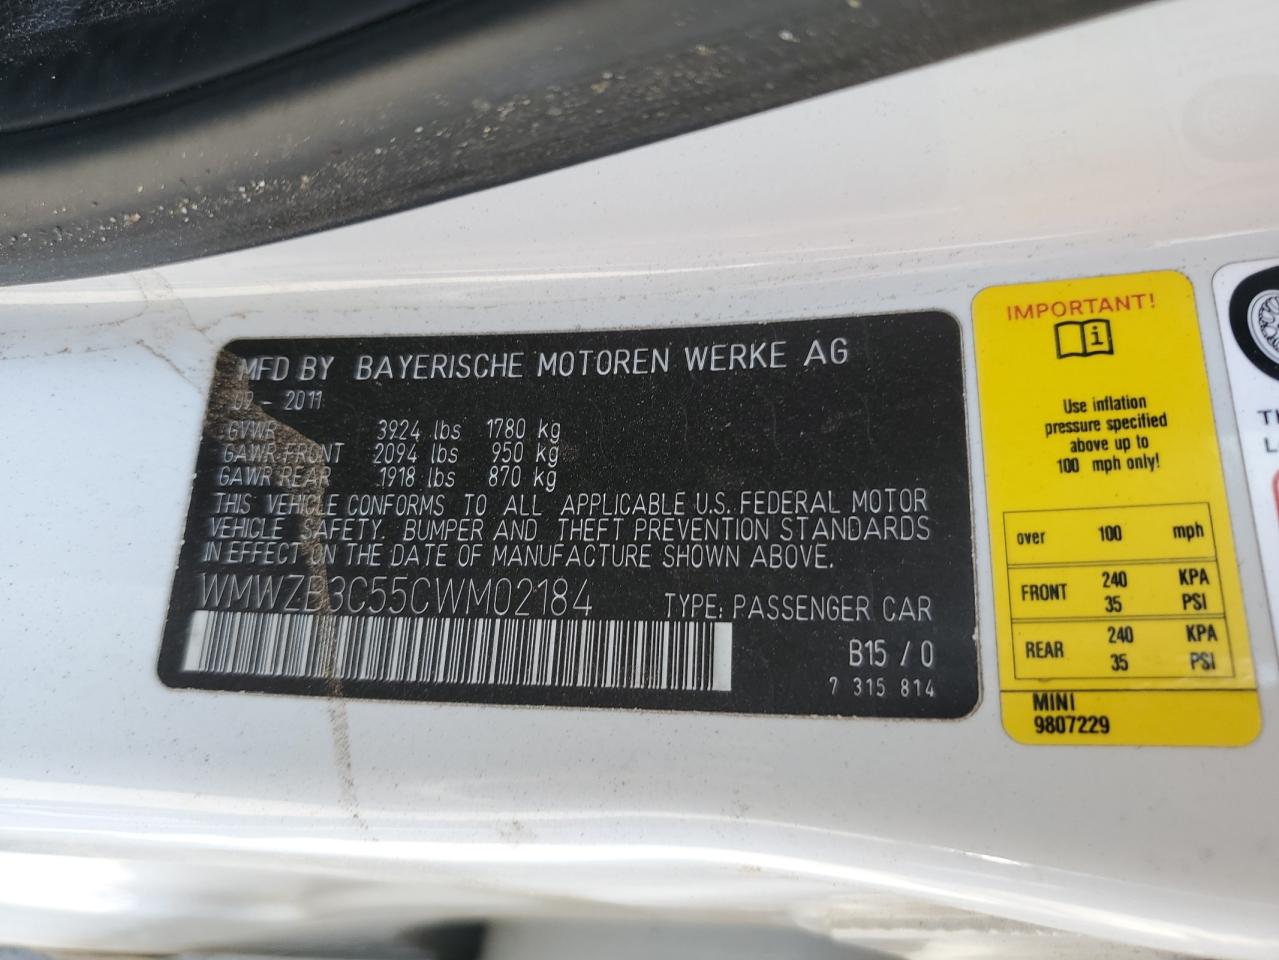 MFD BY BAYERISCHE MOTOREN WERKE AG
09 - 2011
GVWR 3924 lbs 1780 kg
GAWR FRONT 2094 lbs 950 kg
GAWR REAR 1918 lbs 870 kg
THIS VEHICLE CONFORMS TO ALL APPLICABLE U.S. FEDERAL MOTOR
VEHICLE SAFETY. BUMPER AND THEFT PREVENTION STANDARDS
IN EFFECT ON THE DATE OF MANUFACTURE SHOWN ABOVE.
WMWZB3C55CWM02184 TYPE: PASSENGER CAR
B15 / 0
7 315 814
IMPORTANT!
Use inflation
pressure specified
above up to
100 mph only!
over 100 mph
FRONT 240 KPA
35 PSI
REAR 240 KPA
35 PSI
MINI
9807229